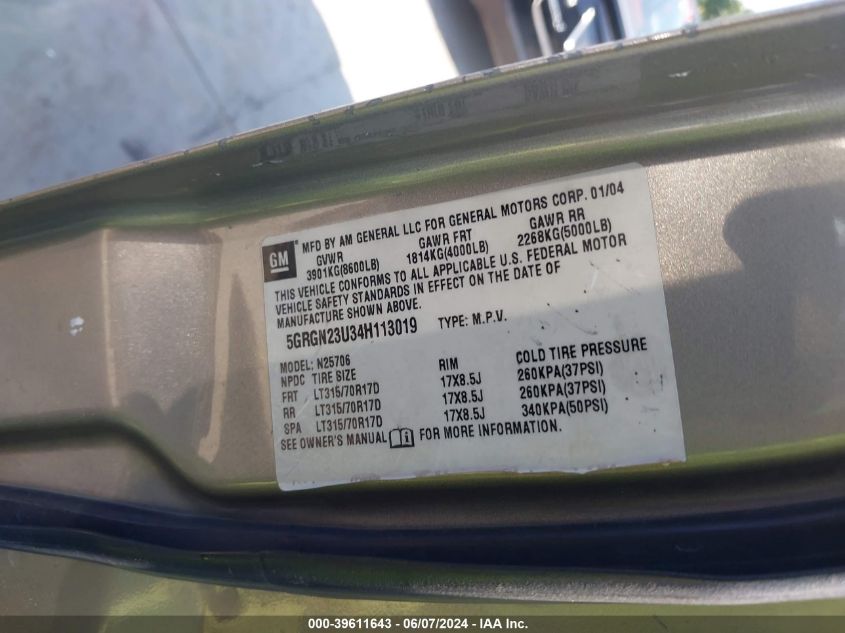 GM
MFD BY AM GENERAL LLC FOR GENERAL MOTORS CORP. 01/04
GVWR GAWR FRT GAWR RR
3901KG(8600LB) 1814KG(4000LB) 2268KG(5000LB)
THIS VEHICLE CONFORMS TO ALL APPLICABLE U.S. FEDERAL MOTOR
VEHICLE SAFETY STANDARDS IN EFFECT ON THE DATE OF
MANUFACTURE SHOWN ABOVE.
5GRGN23U34H113019 TYPE: M.P.V.
MODEL: N25706
NPDC TIRE SIZE RIM COLD TIRE PRESSURE
FRT LT315/70R17D 17X8.5J 260KPA(37PSI)
RR LT315/70R17D 17X8.5J 260KPA(37PSI)
SPA LT315/70R17D 17X8.5J 340KPA(50PSI)
SEE OWNER'S MANUAL FOR MORE INFORMATION.
000-39611643 - 06/07/2024 - IAA Inc.